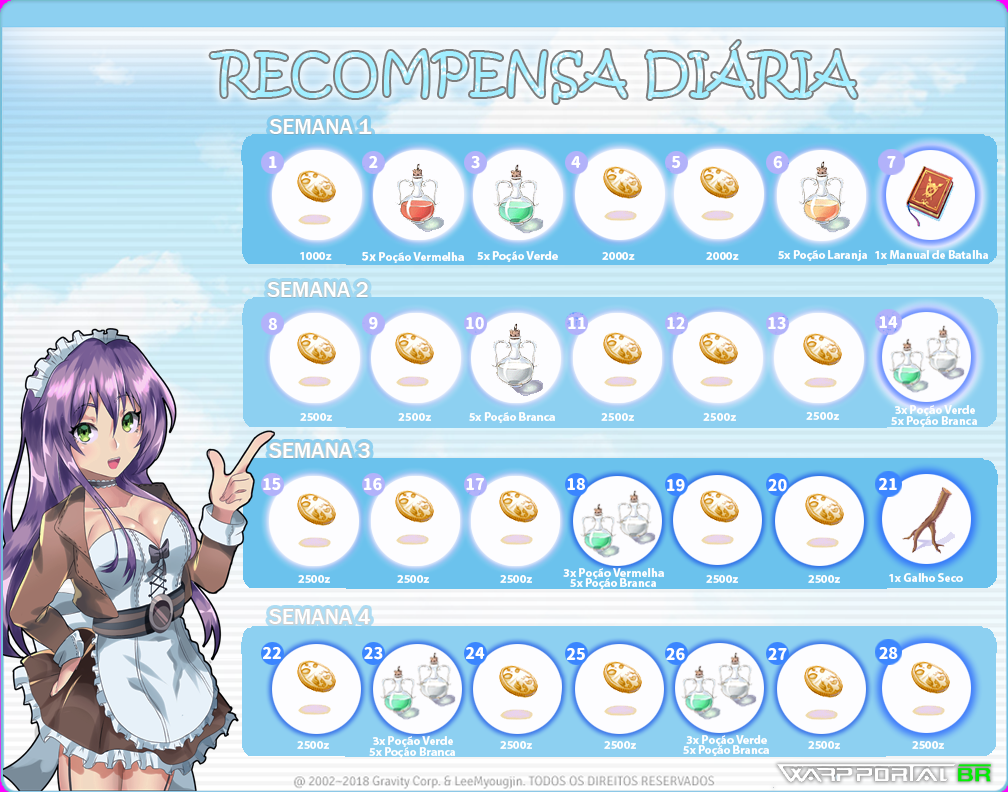 RECOMPENSA DIÁRIA
SEMANA 1
1 2 3 4 5 6 7
1000z 5x Poção Vermelha 5x Poção Verde 2000z 2000z 5x Poção Laranja 1x Manual de Batalha
SEMANA 2
8 9 10 11 12 13 14
2500z 2500z 5x Poção Branca 2500z 2500z 2500z 3x Poção Verde
5x Poção Branca
SEMANA 3
15 16 17 18 19 20 21
2500z 2500z 2500z 3x Poção Vermelha 2500z 2500z 1x Galho Seco
5x Poção Branca
SEMANA 4
22 23 24 25 26 27 28
2500z 3x Poção Verde 2500z 2500z 3x Poção Verde 2500z 2500z
5x Poção Branca 5x Poção Branca
@ 2002~2018 Gravity Corp. & LeeMyougjin. TODOS OS DIREITOS RESERVADOS
WARPPORTAL BR